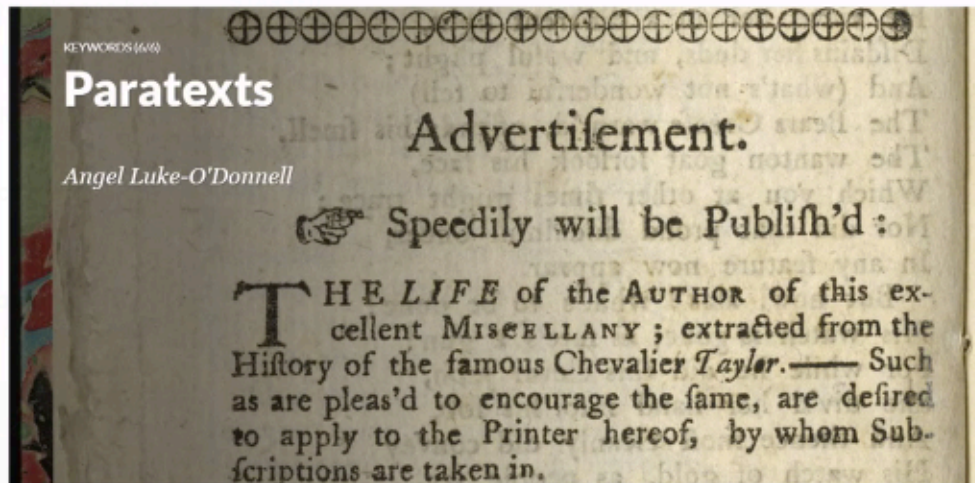 KEYWORDS (6/6)
Paratexts
Angel Luke-O'Donnell
Advertiſement.
☞ Speedily will be Publiſh'd :
THE LIFE of the AUTHOR of this ex-
cellent MISCELLANY ; extracted from the
Hiſtory of the famous Chevalier Taylor.—— Such
as are pleas'd to encourage the ſame, are deſired
to apply to the Printer hereof, by whom Sub-
ſcriptions are taken in.